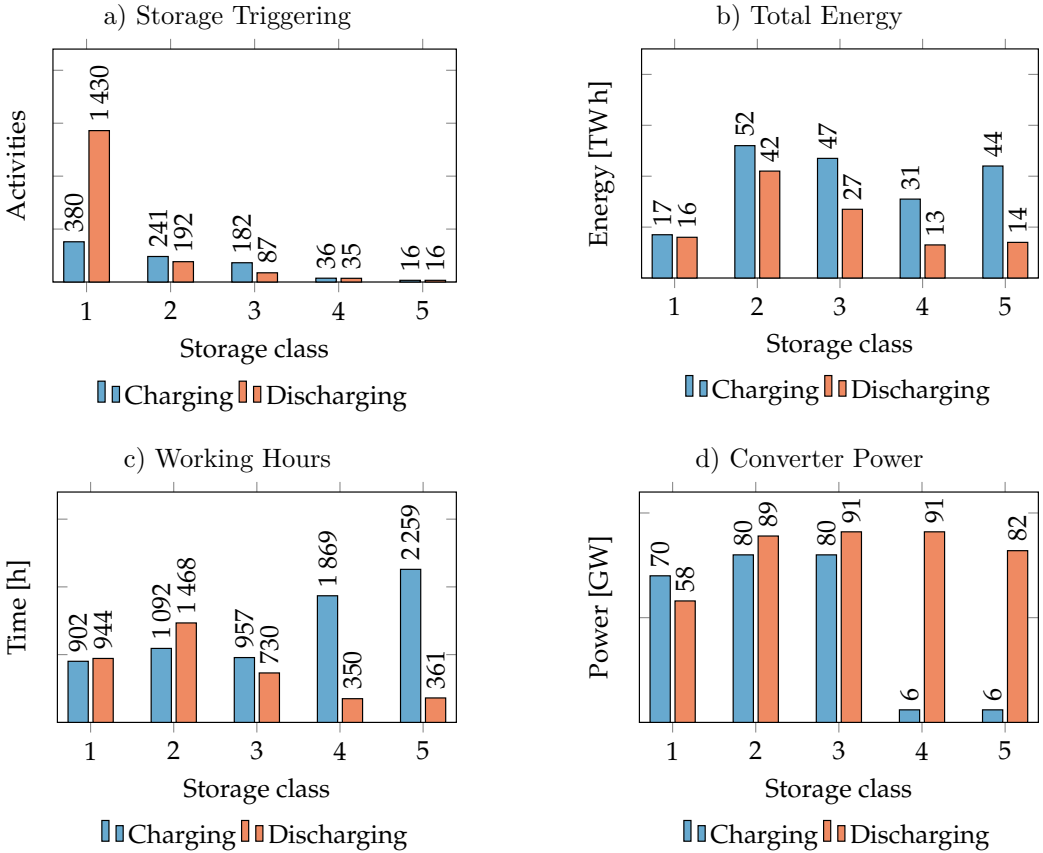 a) Storage Triggering
Activities
380
1 430
241
192
182
87
36
35
16
16
1 2 3 4 5
Storage class
Charging Discharging
b) Total Energy
Energy [TW h]
17
16
52
42
47
27
31
13
44
14
1 2 3 4 5
Storage class
Charging Discharging
c) Working Hours
Time [h]
902
944
1 092
1 468
957
730
1 869
350
2 259
361
1 2 3 4 5
Storage class
Charging Discharging
d) Converter Power
Power [GW]
70
58
80
89
80
91
6
91
6
82
1 2 3 4 5
Storage class
Charging Discharging